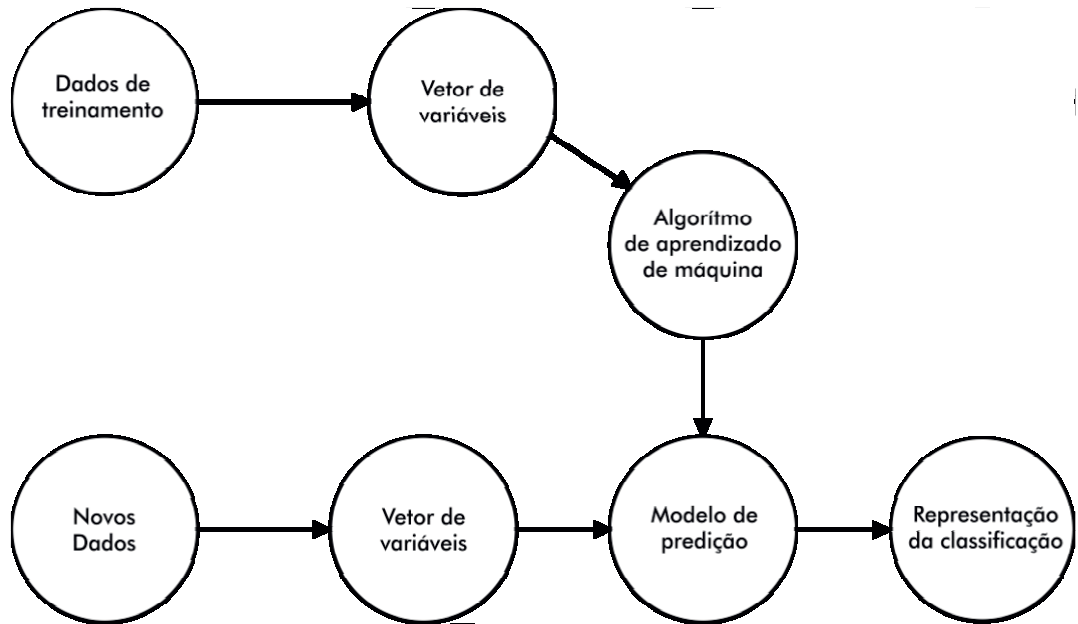 Dados de
treinamento
Vetor de
variáveis
Algorítmo
de aprendizado
de máquina
Novos
Dados
Vetor de
variáveis
Modelo de
predição
Representação
da classificação